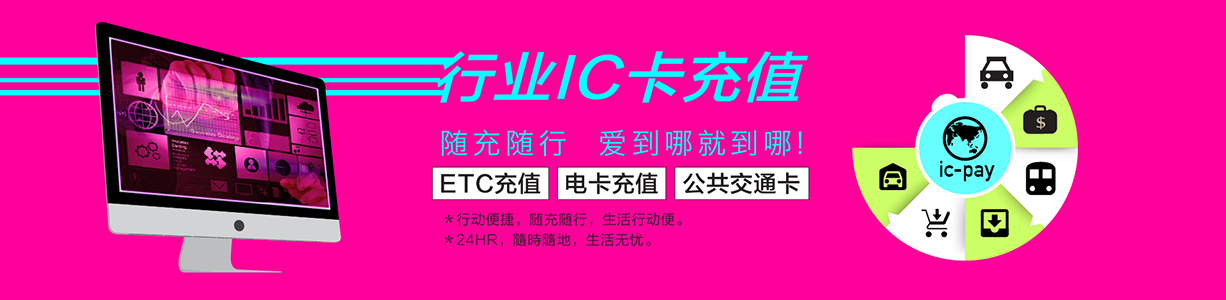 行业IC卡充值
随充随行 爱到哪就到哪!
ETC充值 电卡充值 公共交通卡
*行动便捷，随充随行，生活行动便。
*24HR，隨時隨地，生活无忧。
ic-pay